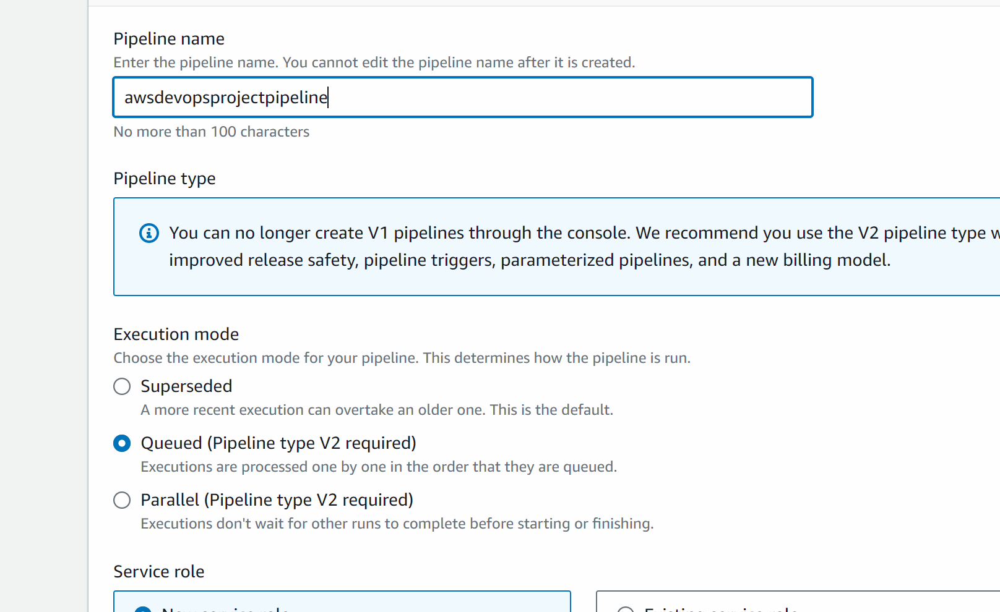 Pipeline name
Enter the pipeline name. You cannot edit the pipeline name after it is created.
awsdevopsprojectpipeline
No more than 100 characters
Pipeline type
You can no longer create V1 pipelines through the console. We recommend you use the V2 pipeline type w
improved release safety, pipeline triggers, parameterized pipelines, and a new billing model.
Execution mode
Choose the execution mode for your pipeline. This determines how the pipeline is run.
Superseded
A more recent execution can overtake an older one. This is the default.
Queued (Pipeline type V2 required)
Executions are processed one by one in the order that they are queued.
Parallel (Pipeline type V2 required)
Executions don't wait for other runs to complete before starting or finishing.
Service role
New service role
Existing service role